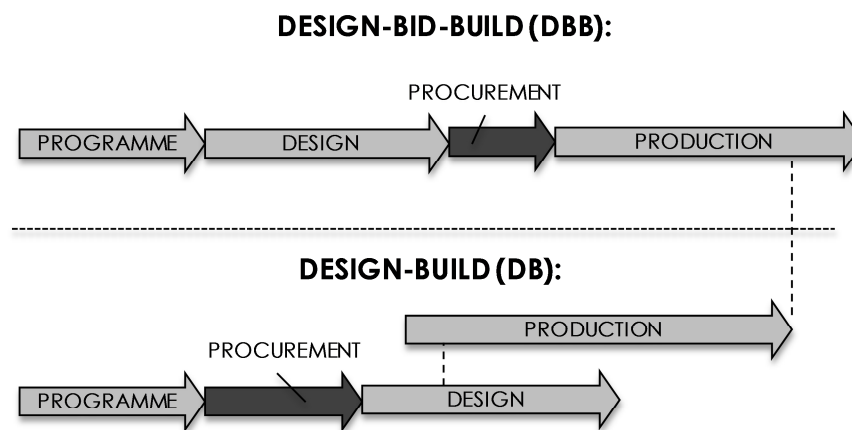 DESIGN-BID-BUILD (DBB):
PROCUREMENT
PROGRAMME
DESIGN
PRODUCTION
DESIGN-BUILD (DB):
PRODUCTION
PROCUREMENT
PROGRAMME
DESIGN